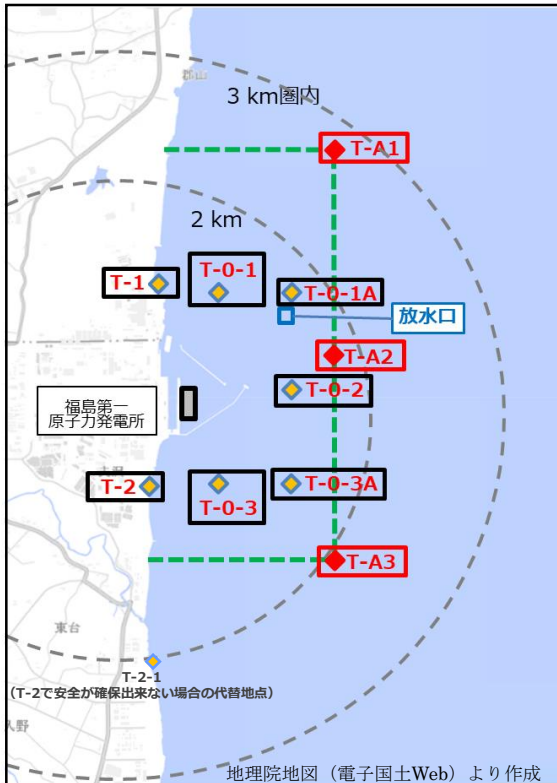 郡山
3 km圏内
T-A1
2 km
T-1
T-0-1
T-0-1A
放水口
T-A2
福島第一
原子力発電所
T-0-2
T-2
T-0-3
T-0-3A
T-A3
東台
T-2-1
（T-2で安全が確保出来ない場合の代替地点）
地理院地図（電子国土Web）より作成